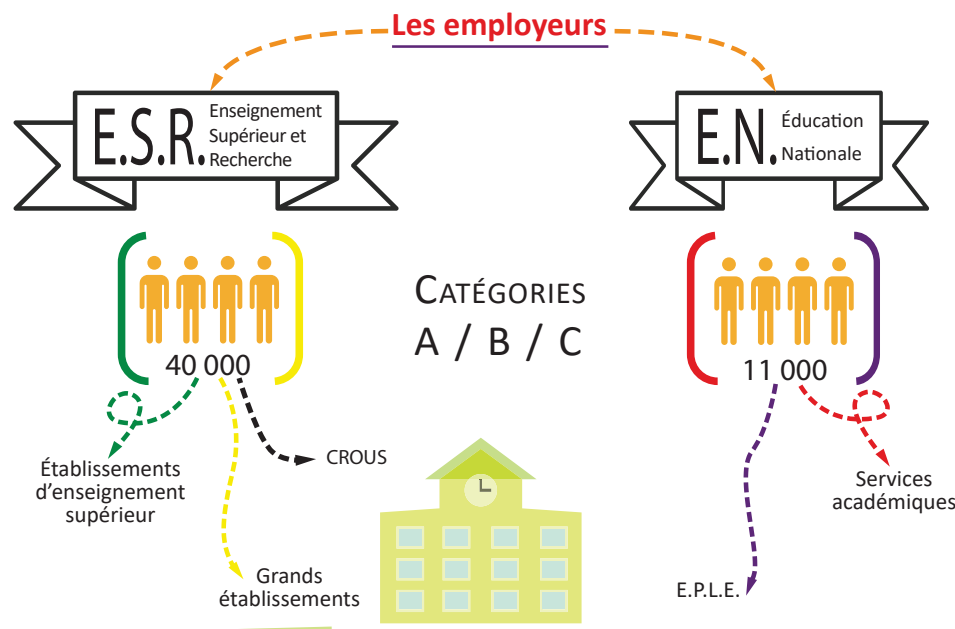 Les employeurs
E.S.R.
Enseignement
Supérieur et
Recherche
E.N.
Éducation
Nationale
CATÉGORIES
A / B / C
40 000
11 000
CROUS
Établissements
d’enseignement
supérieur
Services
académiques
Grands
établissements
E.P.L.E.